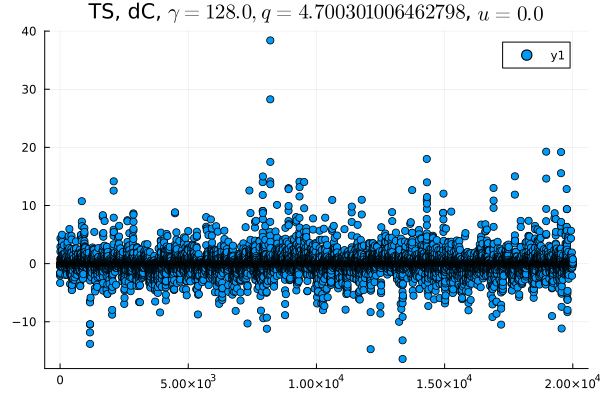 TS, dC, γ = 128.0, q = 4.700301006462798, u = 0.0
40
y1
30
20
10
0
−10
0 5.00×10³ 1.00×10⁴ 1.50×10⁴ 2.00×10⁴